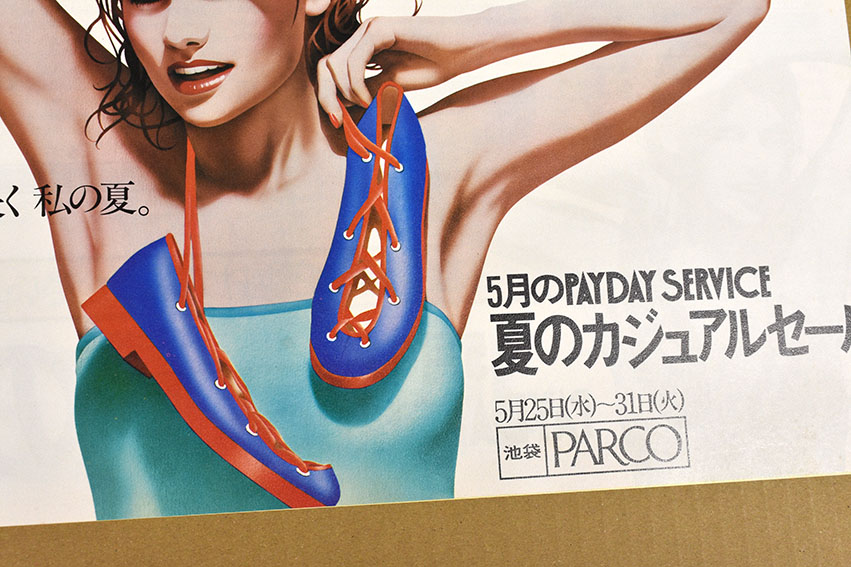 く 私の夏。
5月のPAYDAY SERVICE
夏のカジュアルセール
5月25日(水)〜31日(火)
池袋 PARCO